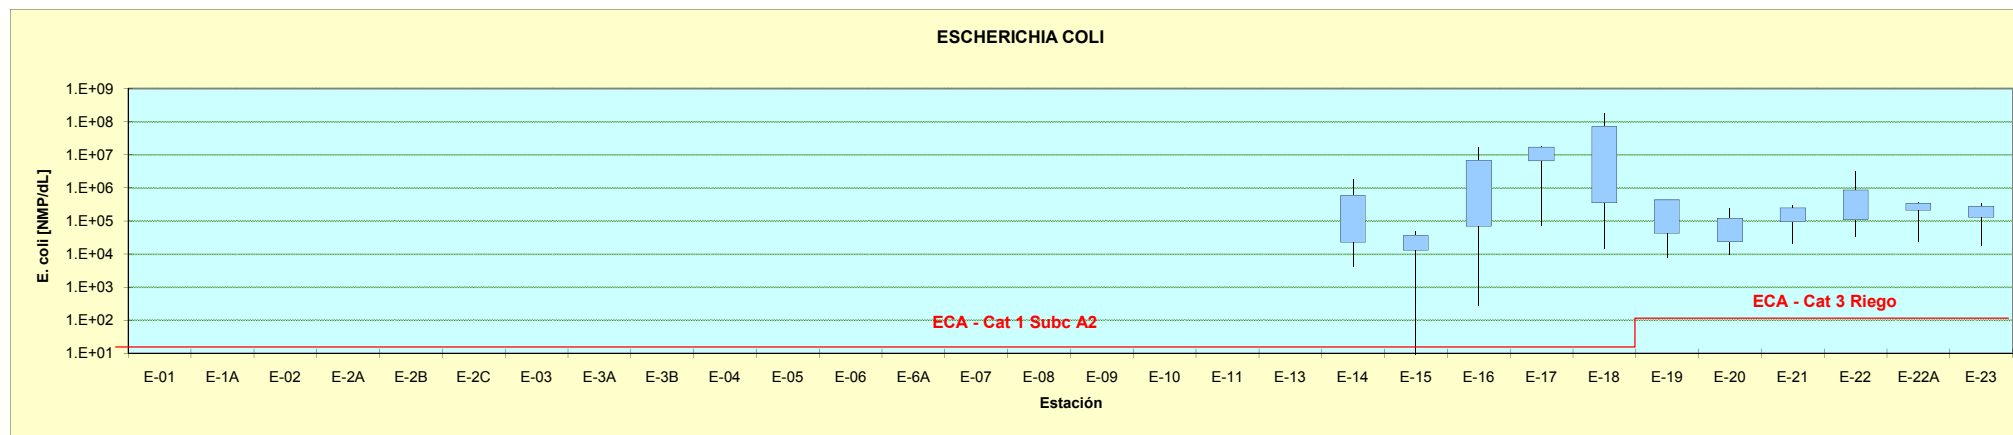 ESCHERICHIA COLI
1.E+09
1.E+08
1.E+07
1.E+06
1.E+05
1.E+04
1.E+03
1.E+02
1.E+01
E. coli [NMP/dL]
ECA - Cat 1 Subc A2
ECA - Cat 3 Riego
E-01 E-1A E-02 E-2A E-2B E-2C E-03 E-3A E-3B E-04 E-05 E-06 E-6A E-07 E-08 E-09 E-10 E-11 E-13 E-14 E-15 E-16 E-17 E-18 E-19 E-20 E-21 E-22 E-22A E-23
Estación